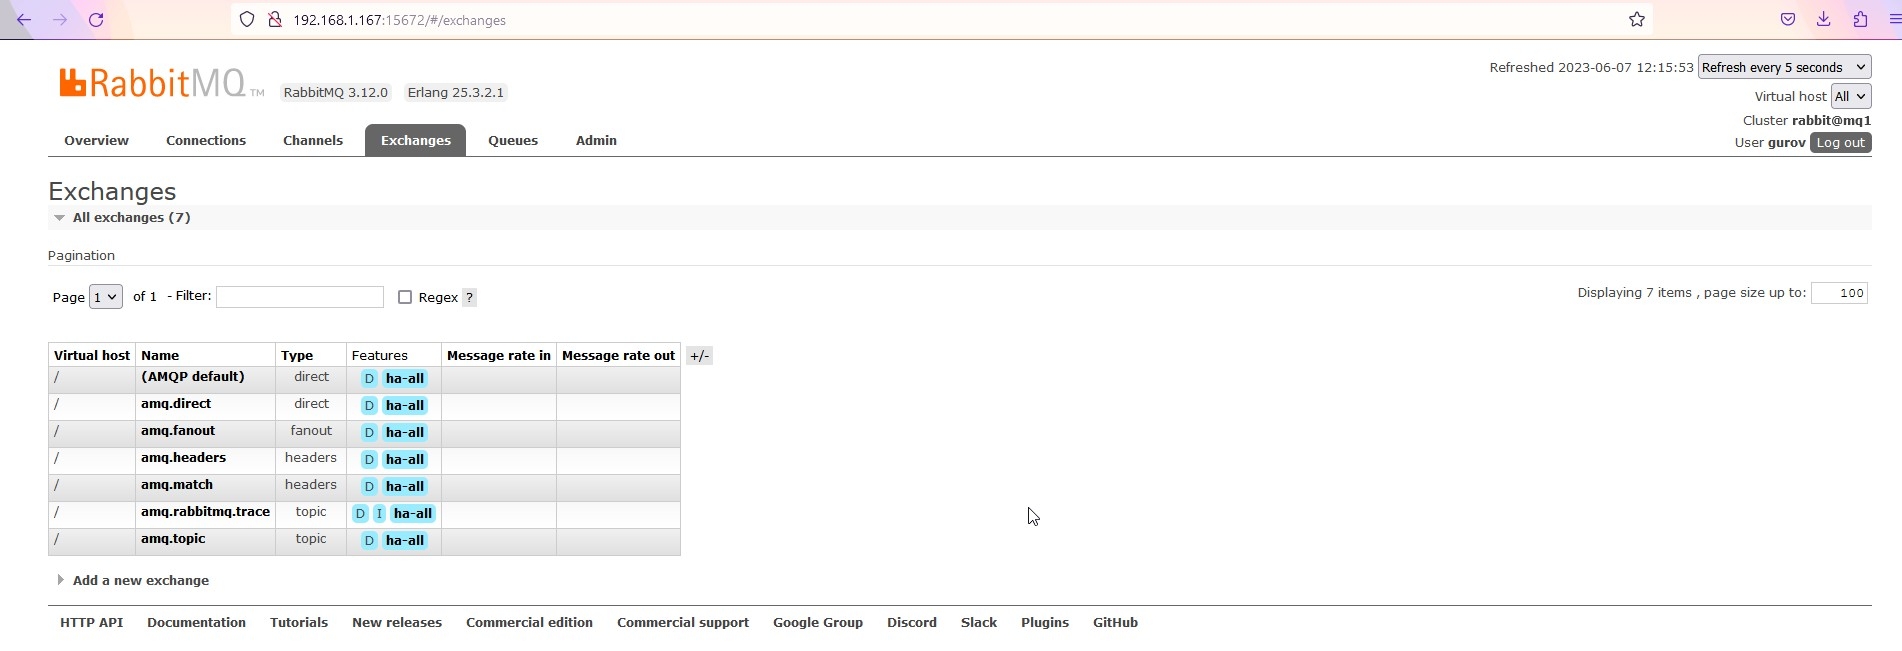 192.168.1.167:15672/#/exchanges
RabbitMQ TM RabbitMQ 3.12.0 Erlang 25.3.2.1
Refreshed 2023-06-07 12:15:53 Refresh every 5 seconds
Virtual host All
Cluster rabbit@mq1
User gurov Log out
Overview Connections Channels Exchanges Queues Admin
Exchanges
All exchanges (7)
Pagination
Page 1 of 1 - Filter: Regex ? Displaying 7 items , page size up to: 100
Virtual host Name Type Features Message rate in Message rate out +/-
/ (AMQP default) direct D ha-all
/ amq.direct direct D ha-all
/ amq.fanout fanout D ha-all
/ amq.headers headers D ha-all
/ amq.match headers D ha-all
/ amq.rabbitmq.trace topic D I ha-all
/ amq.topic topic D ha-all
Add a new exchange
HTTP API Documentation Tutorials New releases Commercial edition Commercial support Google Group Discord Slack Plugins GitHub